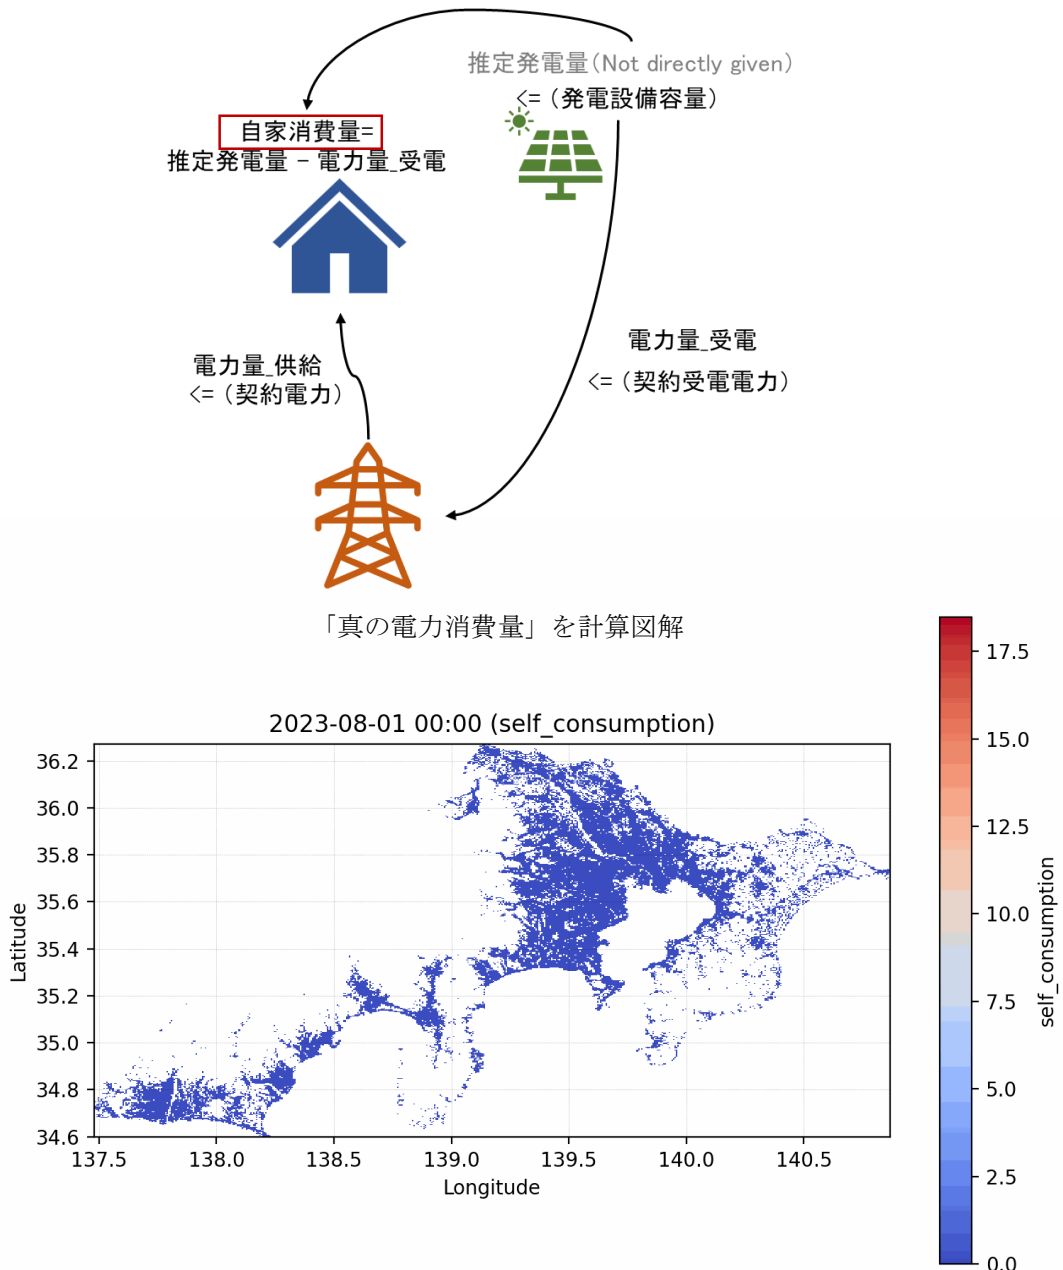 推定発電量(Not directly given)
<= (発電設備容量)
自家消費量=
推定発電量 - 電力量_受電
電力量_受電
<= (契約受電電力)
電力量_供給
<= (契約電力)
「真の電力消費量」を計算図解
2023-08-01 00:00 (self_consumption)
36.2
36.0
35.8
35.6
35.4
35.2
35.0
34.8
34.6
Latitude
137.5 138.0 138.5 139.0 139.5 140.0 140.5
Longitude
17.5
15.0
12.5
10.0
7.5
5.0
2.5
0.0
self_consumption